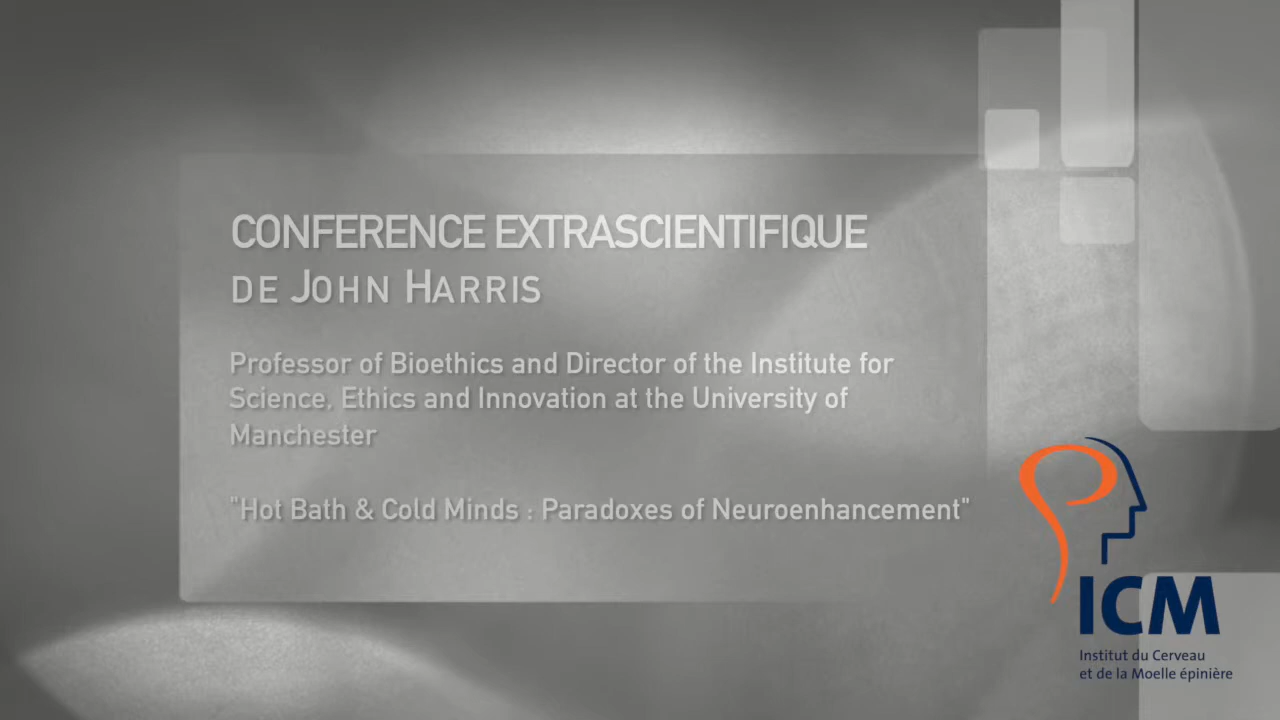 CONFERENCE EXTRASCIENTIFIQUE
DE JOHN HARRIS
Professor of Bioethics and Director of the Institute for
Science, Ethics and Innovation at the University of
Manchester
"Hot Bath & Cold Minds : Paradoxes of Neuroenhancement"
ICM
Institut du Cerveau
et de la Moelle épinière